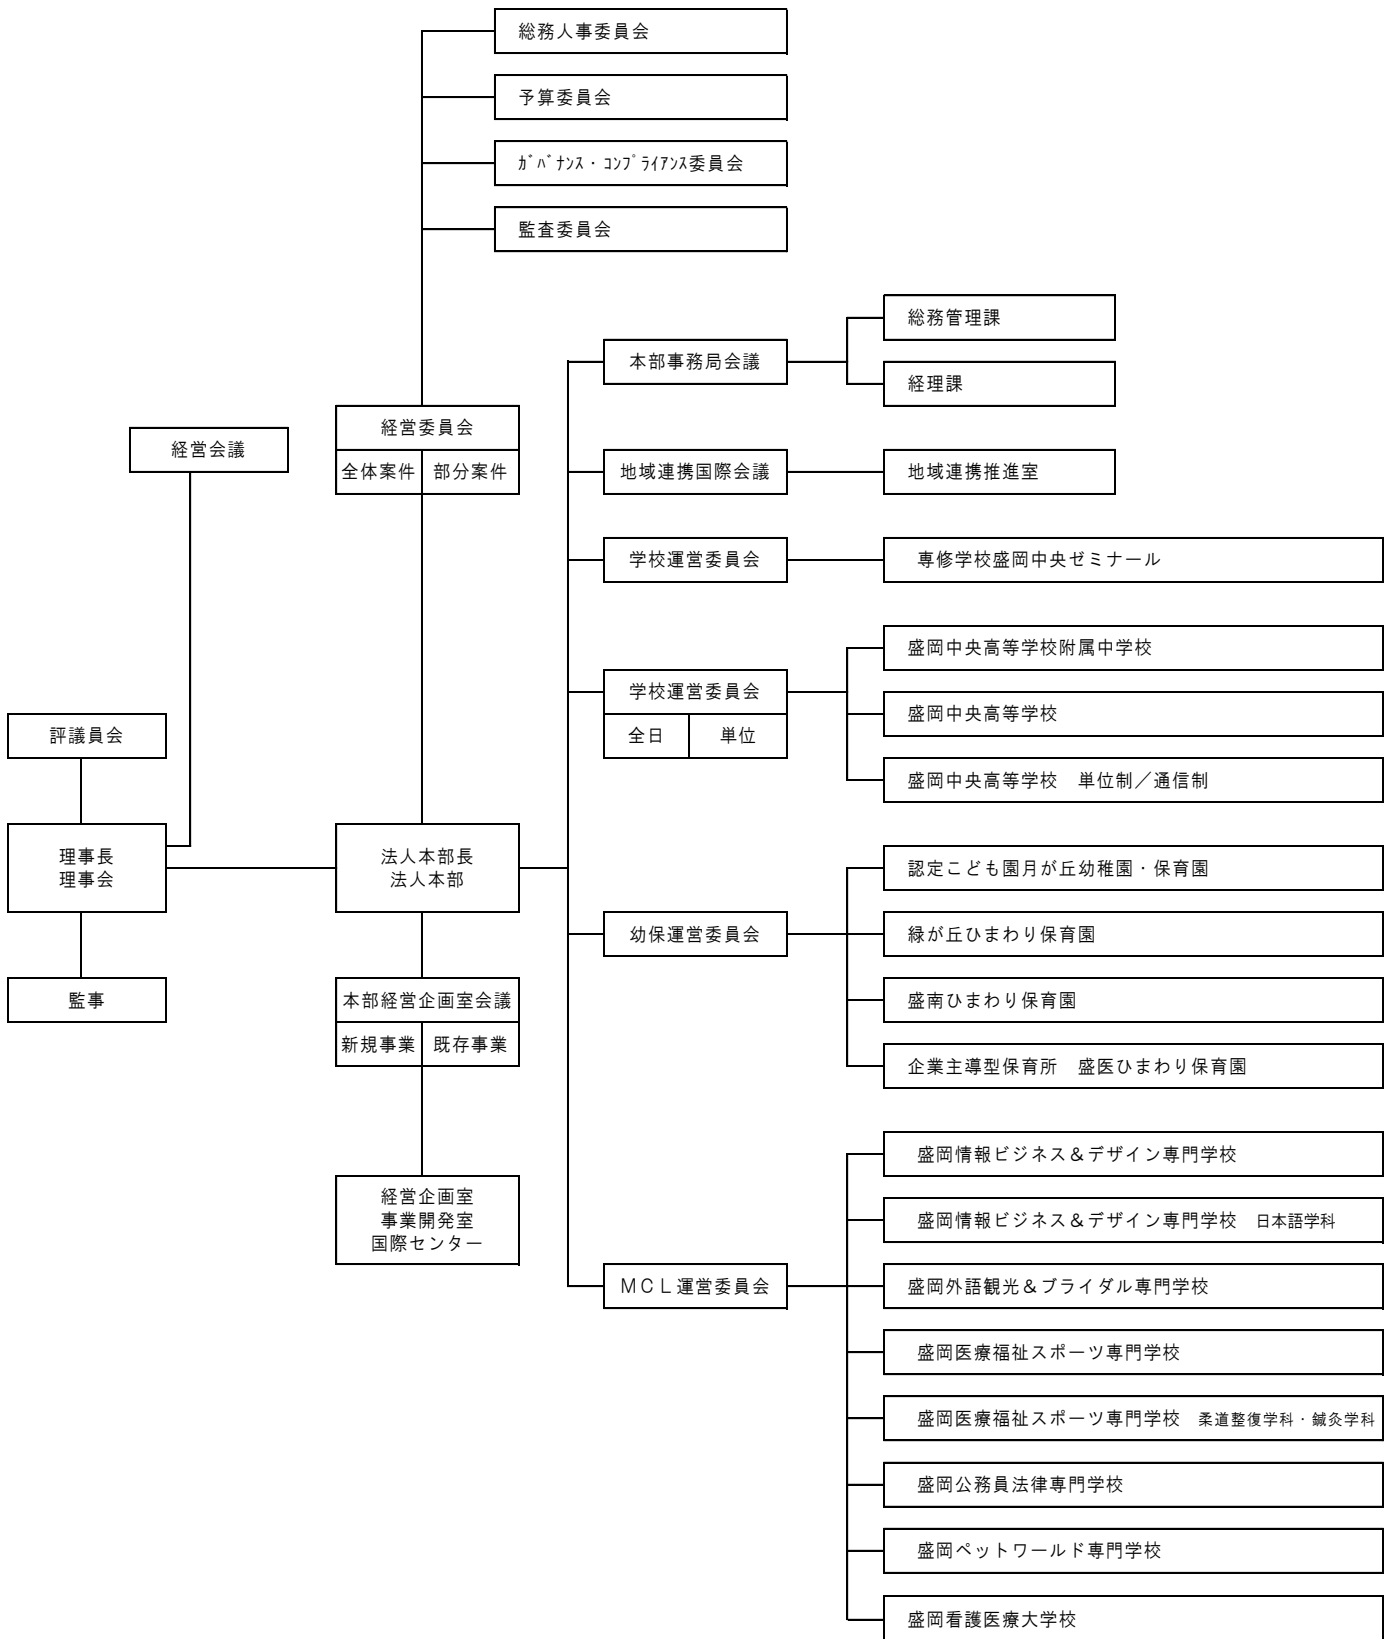 総務人事委員会
予算委員会
ｶﾞﾊﾞﾅﾝｽ・ｺﾝﾌﾟﾗｲｱﾝｽ委員会
監査委員会
総務管理課
本部事務局会議
経理課
経営委員会
全体案件 部分案件
経営会議
地域連携国際会議
地域連携推進室
学校運営委員会
専修学校盛岡中央ゼミナール
盛岡中央高等学校附属中学校
学校運営委員会
全日 単位
盛岡中央高等学校
盛岡中央高等学校　単位制／通信制
評議員会
理事長
理事会
法人本部長
法人本部
監事
認定こども園月が丘幼稚園・保育園
幼保運営委員会
緑が丘ひまわり保育園
盛南ひまわり保育園
企業主導型保育所　盛医ひまわり保育園
本部経営企画室会議
新規事業 既存事業
経営企画室
事業開発室
国際センター
ＭＣＬ運営委員会
盛岡情報ビジネス＆デザイン専門学校
盛岡情報ビジネス＆デザイン専門学校　日本語学科
盛岡外語観光＆ブライダル専門学校
盛岡医療福祉スポーツ専門学校
盛岡医療福祉スポーツ専門学校　柔道整復学科・鍼灸学科
盛岡公務員法律専門学校
盛岡ペットワールド専門学校
盛岡看護医療大学校